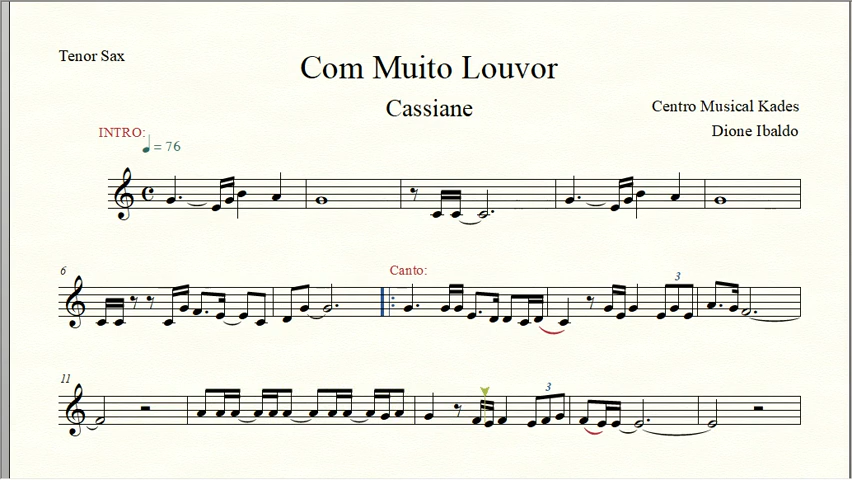 Tenor Sax
Com Muito Louvor
Cassiane
Centro Musical Kades
Dione Ibaldo
INTRO:
= 76
6
Canto:
3
11
3